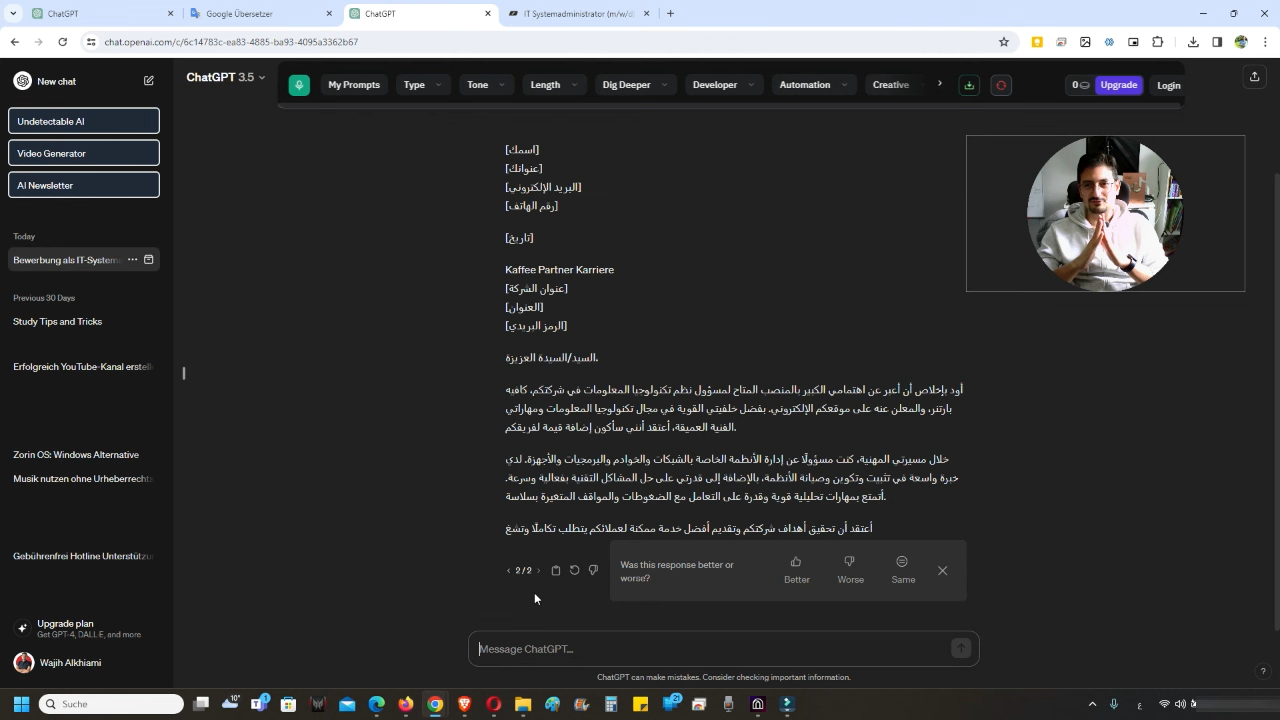 ChatGPT
Google Übersetzer
ChatGPT
IT Systemadministrator (m/w/d)
chat.openai.com/c/6c14783c-ea83-4885-ba93-4095a3362b67
New chat
ChatGPT 3.5
My Prompts
Type
Tone
Length
Dig Deeper
Developer
Automation
Creative
0
Upgrade
Login
Undetectable AI
Video Generator
AI Newsletter
Today
Bewerbung als IT-Systema
Previous 30 Days
Study Tips and Tricks
Erfolgreich YouTube-Kanal erstell
Zorin OS: Windows Alternative
Musik nutzen ohne Urheberrechts
Gebührenfrei Hotline Unterstützu
Upgrade plan
Get GPT-4, DALL·E, and more
Wajih Alkhiami
[اسمك]
[عنوانك]
[البريد الإلكتروني]
[رقم الهاتف]
[تاريخ]
Kaffee Partner Karriere
[عنوان الشركة]
[العنوان]
[الرمز البريدي]
السيد/السيدة العزيزة.
أود بإخلاص أن أعبر عن اهتمامي الكبير بالمنصب المتاح لمسؤول نظم تكنولوجيا المعلومات في شركتكم، كافيه
بارتنر، والمعلن عنه على موقعكم الإلكتروني. بفضل خلفيتي القوية في مجال تكنولوجيا المعلومات ومهاراتي
الفنية العميقة، أعتقد أنني سأكون إضافة قيمة لفريقكم.
خلال مسيرتي المهنية، كنت مسؤولًا عن إدارة الأنظمة الخاصة بالشبكات والخوادم والبرمجيات والأجهزة. لدي
خبرة واسعة في تثبيت وتكوين وصيانة الأنظمة، بالإضافة إلى قدرتي على حل المشاكل التقنية بفعالية وسرعة.
أتمتع بمهارات تحليلية قوية وقدرة على التعامل مع الضغوطات والمواقف المتغيرة بسلاسة.
أعتقد أن تحقيق أهداف شركتكم وتقديم أفضل خدمة ممكنة لعملائكم يتطلب تكاملًا وتشغ
2/2
Was this response better or
worse?
Better
Worse
Same
Message ChatGPT...
ChatGPT can make mistakes. Consider checking important information.
?
Suche
10°
1
21
ع